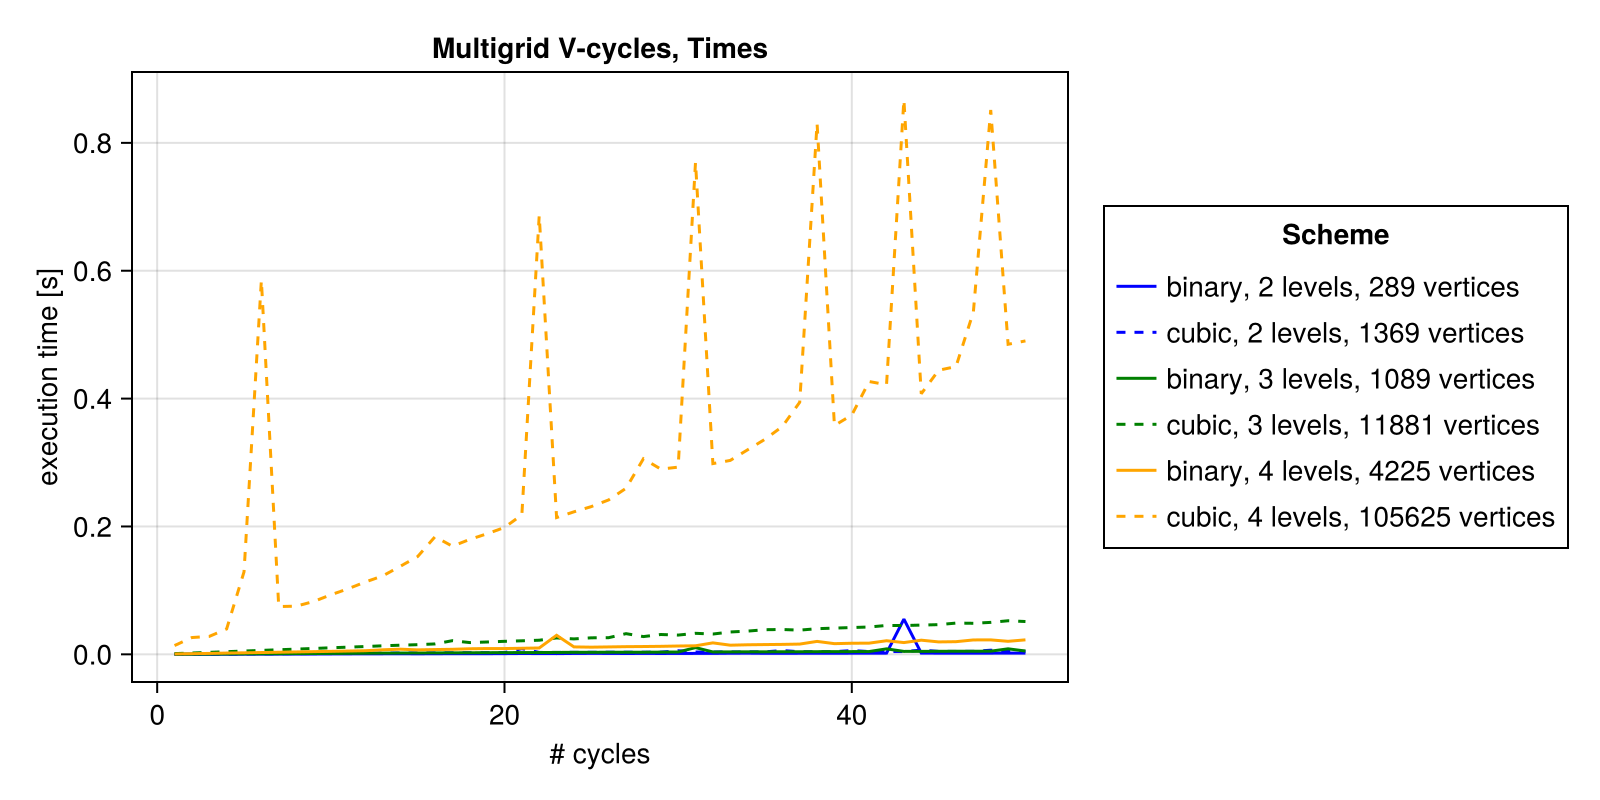 Multigrid V-cycles, Times
execution time [s]
0.8
0.6
0.4
0.2
0.0
0
20
40
# cycles
Scheme
binary, 2 levels, 289 vertices
cubic, 2 levels, 1369 vertices
binary, 3 levels, 1089 vertices
cubic, 3 levels, 11881 vertices
binary, 4 levels, 4225 vertices
cubic, 4 levels, 105625 vertices